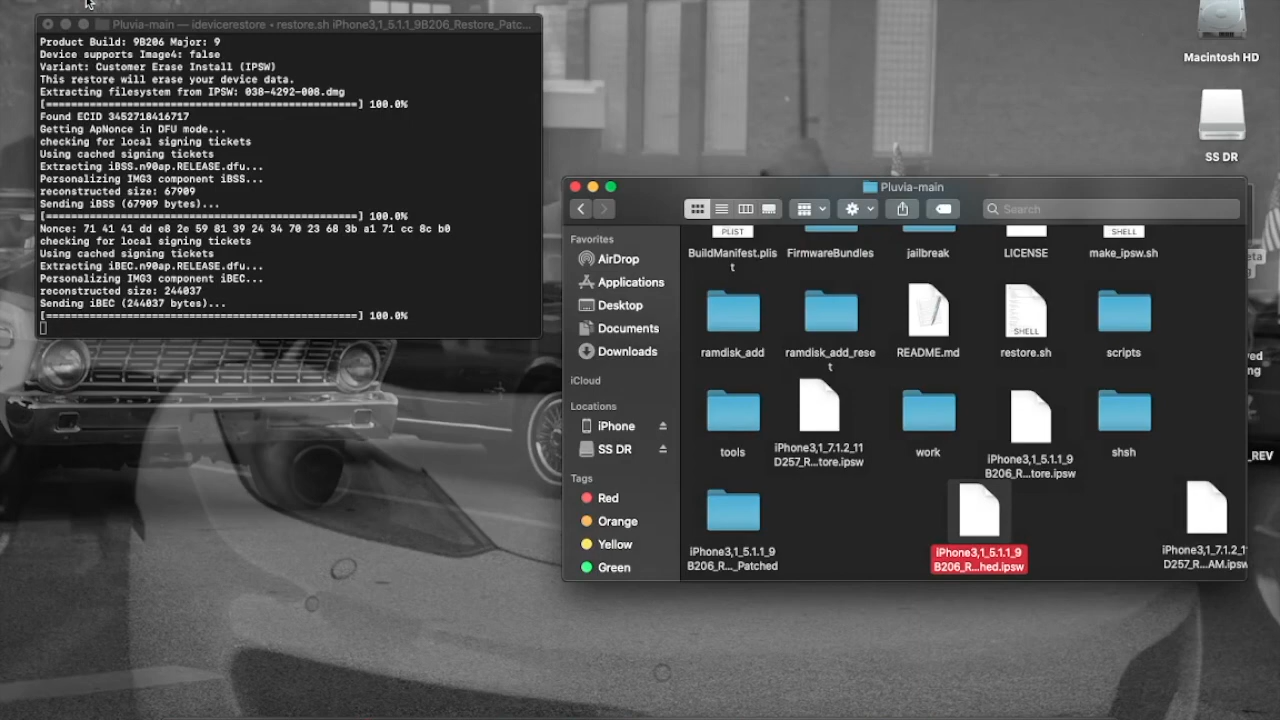 Pluvia-main — idevicerestore • restore.sh iPhone3,1_5.1.1_9B206_Restore_Patc...
Product Build: 9B206 Major: 9
Device supports Image4: false
Variant: Customer Erase Install (IPSW)
This restore will erase your device data.
Extracting filesystem from IPSW: 038-4292-008.dmg
[==================================================] 100.0%
Found ECID 3452718416717
Getting ApNonce in DFU mode...
checking for local signing tickets
Using cached signing tickets
Extracting iBSS.n90ap.RELEASE.dfu...
Personalizing IMG3 component iBSS...
reconstructed size: 67909
Sending iBSS (67909 bytes)...
[==================================================] 100.0%
Nonce: 71 41 41 dd e8 2e 59 81 39 24 34 70 23 68 3b a1 71 cc 8c b0
checking for local signing tickets
Using cached signing tickets
Extracting iBEC.n90ap.RELEASE.dfu...
Personalizing IMG3 component iBEC...
reconstructed size: 244037
Sending iBEC (244037 bytes)...
[==================================================] 100.0%
Macintosh HD
SS DR
Pluvia-main
Search
Favorites
AirDrop
Applications
Desktop
Documents
Downloads
iCloud
Locations
iPhone
SS DR
Tags
Red
Orange
Yellow
Green
PLIST
SHELL
BuildManifest.plis
t
FirmwareBundles
jailbreak
LICENSE
make_ipsw.sh
SHELL
ramdisk_add
ramdisk_add_rese
t
README.md
restore.sh
scripts
tools
iPhone3,1_7.1.2_11
D257_R...tore.ipsw
work
iPhone3,1_5.1.1_9
B206_R...tore.ipsw
shsh
iPhone3,1_5.1.1_9
B206_R..._Patched
iPhone3,1_5.1.1_9
B206_R...hed.ipsw
iPhone3,1_7.1.2_1
D257_R...AM.ipsw
_REV